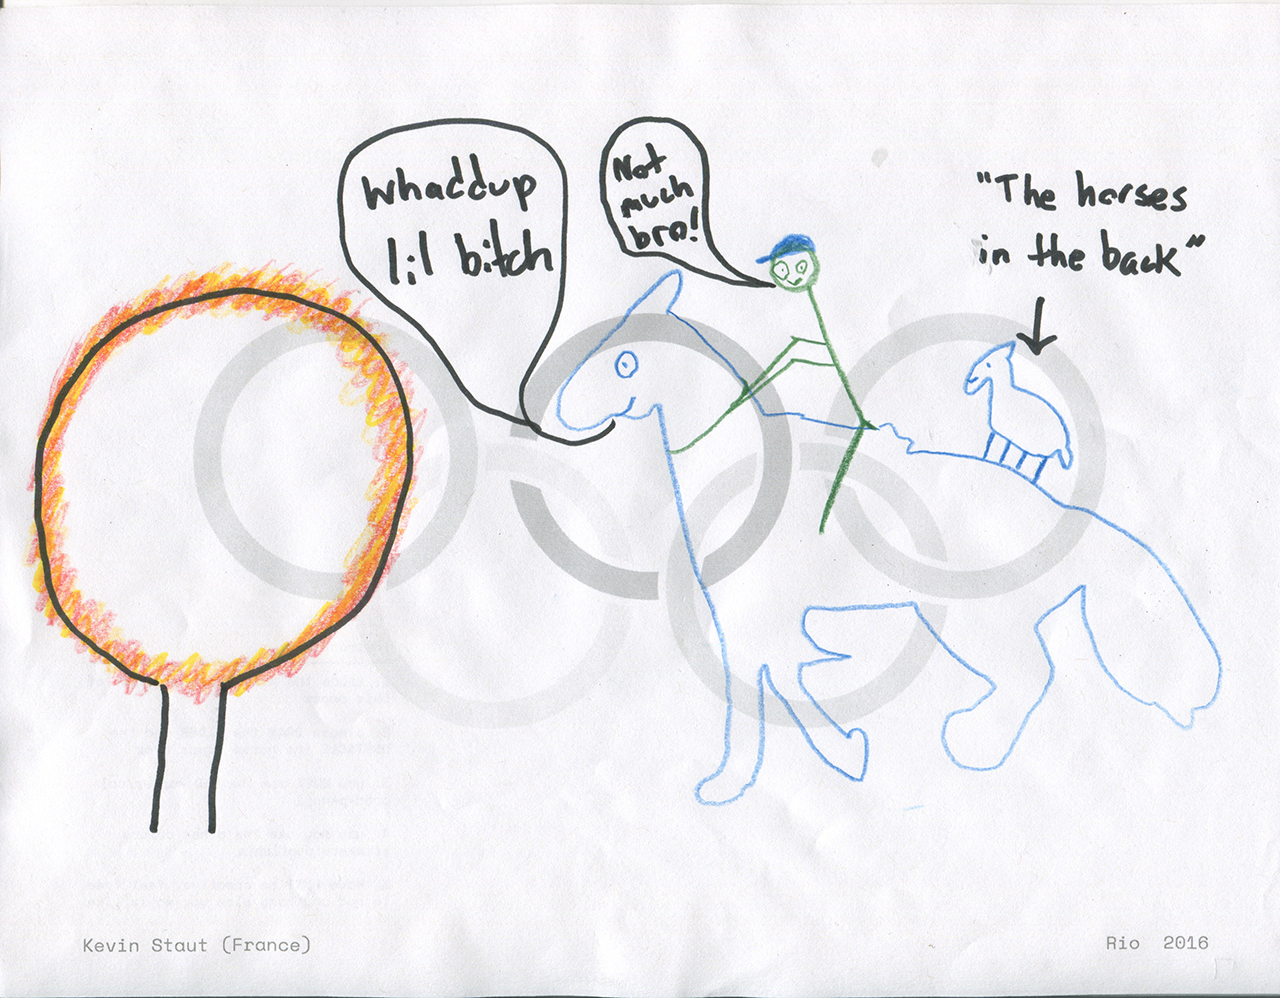 Whaddup
lil bitch
Not
much
bro!
"The horses
in the back"
Kevin Staut (France)
Rio 2016